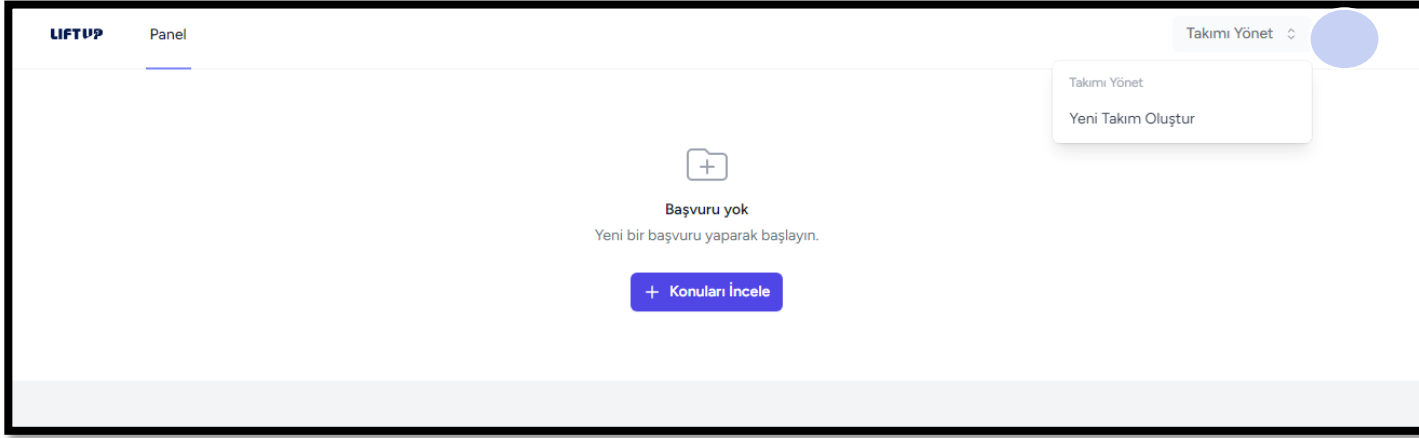 LIFTUP
Panel
Takımı Yönet
Takımı Yönet
Yeni Takım Oluştur
Başvuru yok
Yeni bir başvuru yaparak başlayın.
Konuları İncele